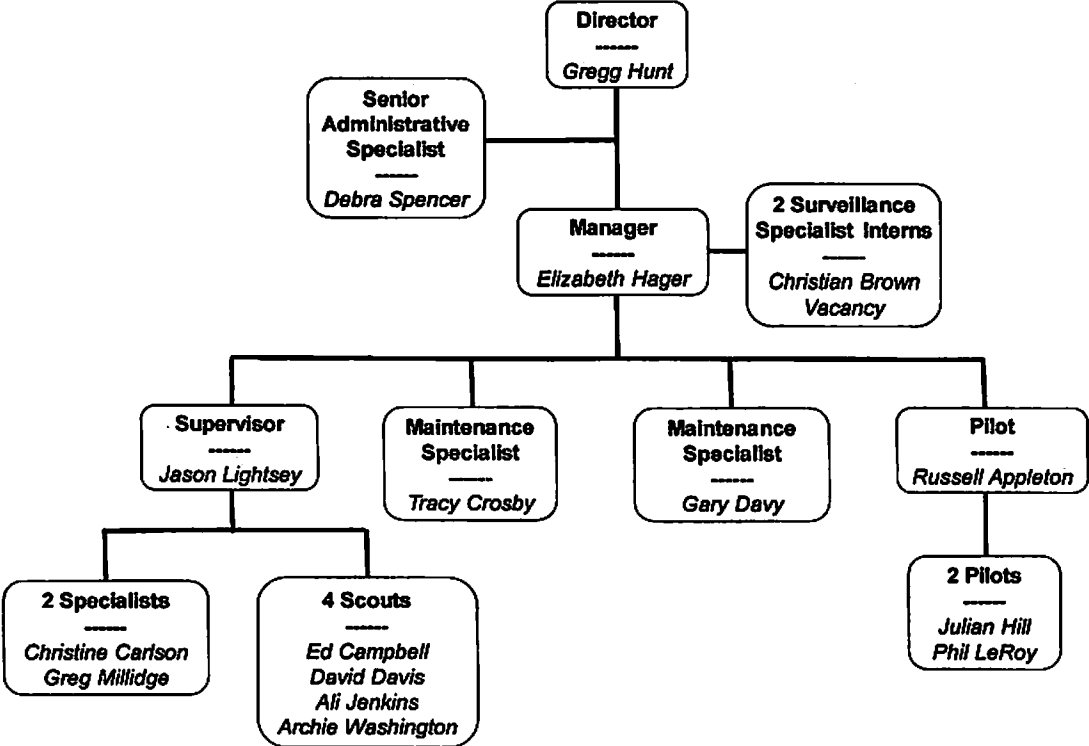 Director
------
Gregg Hunt
Senior
Administrative
Specialist
------
Debra Spencer
Manager
------
Elizabeth Hager
2 Surveillance
Specialist Interns
------
Christian Brown
Vacancy
Supervisor
------
Jason Lightsey
Maintenance
Specialist
------
Tracy Crosby
Maintenance
Specialist
------
Gary Davy
Pilot
------
Russell Appleton
2 Specialists
------
Christine Carlson
Greg Millidge
4 Scouts
------
Ed Campbell
David Davis
Ali Jenkins
Archie Washington
2 Pilots
------
Julian Hill
Phil LeRoy